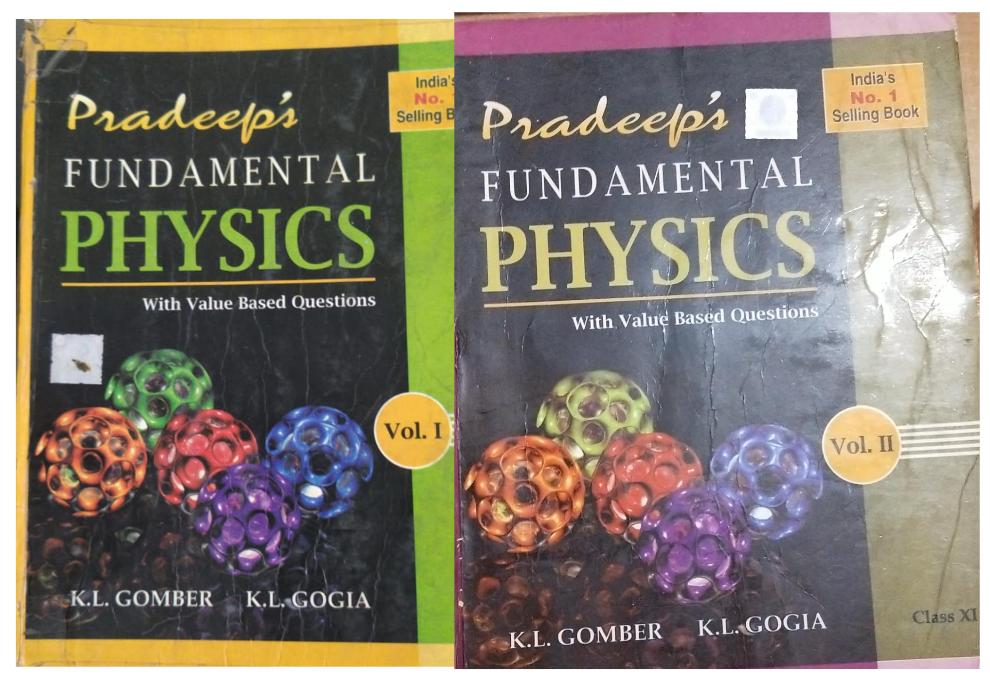 Pradeep's
FUNDAMENTAL
PHYSICS
With Value Based Questions
India's
No.
Selling
Vol. I
K.L. GOMBER K.L. GOGIA
Pradeep's
FUNDAMENTAL
PHYSICS
With Value Based Questions
India's
No. 1
Selling Book
Vol. II
K.L. GOMBER K.L. GOGIA
Class XI